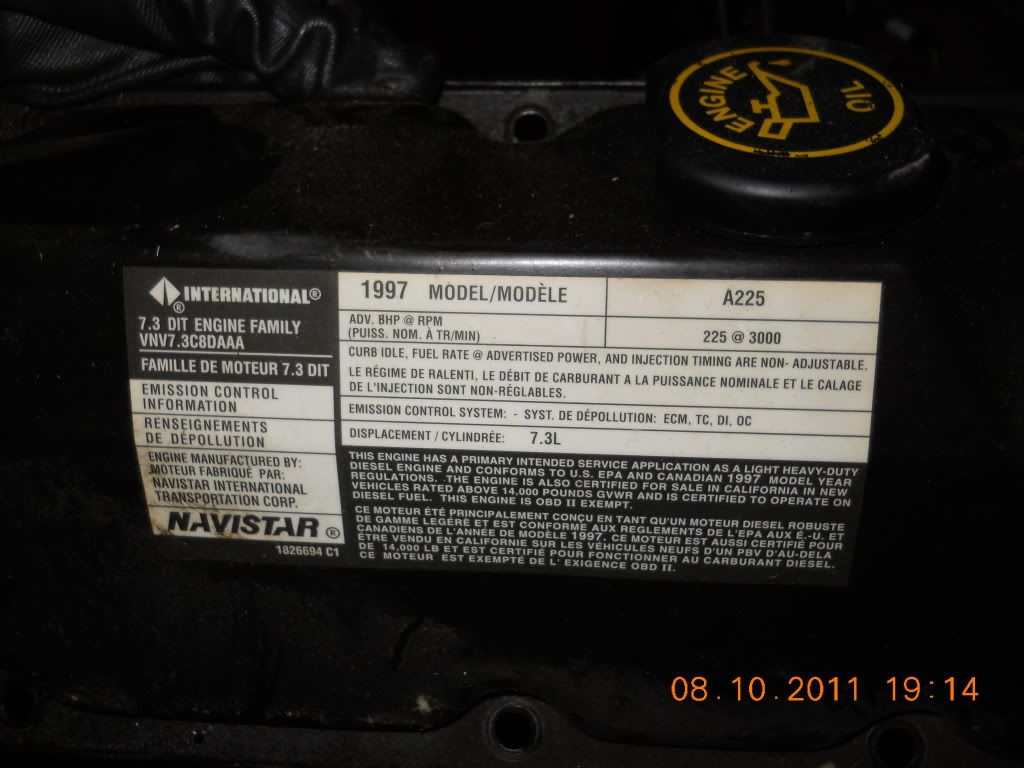 ENGINE OIL
INTERNATIONAL®
®
7.3 DIT ENGINE FAMILY
VNV7.3C8DAAA
FAMILLE DE MOTEUR 7.3 DIT
EMISSION CONTROL
INFORMATION
RENSEIGNEMENTS
DE DÉPOLLUTION
ENGINE MANUFACTURED BY:
MOTEUR FABRIQUÉ PAR:
NAVISTAR INTERNATIONAL
TRANSPORTATION CORP.
NAVISTAR®
1826694 C1
1997 MODEL/MODÈLE
A225
ADV. BHP @ RPM
(PUISS. NOM. À TR/MIN)
225 @ 3000
CURB IDLE, FUEL RATE @ ADVERTISED POWER, AND INJECTION TIMING ARE NON- ADJUSTABLE.
LE RÉGIME DE RALENTI, LE DÉBIT DE CARBURANT A LA PUISSANCE NOMINALE ET LE CALAGE
DE L'INJECTION SONT NON-RÉGLABLES.
EMISSION CONTROL SYSTEM: - SYST. DE DÉPOLLUTION: ECM, TC, DI, OC
DISPLACEMENT / CYLINDRÉE: 7.3L
THIS ENGINE HAS A PRIMARY INTENDED SERVICE APPLICATION AS A LIGHT HEAVY-DUTY
DIESEL ENGINE AND CONFORMS TO U.S. EPA AND CANADIAN 1997 MODEL YEAR
REGULATIONS. .THE ENGINE IS ALSO CERTIFIED FOR SALE IN CALIFORNIA IN NEW
VEHICLES RATED ABOVE 14,000 POUNDS GVWR AND IS CERTIFIED TO OPERATE ON
DIESEL FUEL. THIS ENGINE IS OBD II EXEMPT.
CE MOTEUR ÉTÉ PRINCIPALEMENT CONÇU EN TANT QU'UN MOTEUR DIESEL ROBUSTE
DE GAMME LEGÉRE ET EST CONFORME AUX REGLEMENTS DE L'EPA AUX É.-U. ET
CANADIENS DE L'ANNÉE DE MODÈLE 1997. CE MOTEUR EST AUSSI CERTIFIÉ POUR
ÉTRE VENDU EN CALIFORNIE SUR LES VÉHICULES NEUFS D'UN PBV D'AU-DELA
DE 14,000 LB ET EST CERTIFIÉ POUR FONCTIONNER AU CARBURANT DIESEL.
CE MOTEUR EST EXEMPTÉ DE L' EXIGENCE OBD II.
08.10.2011 19:14